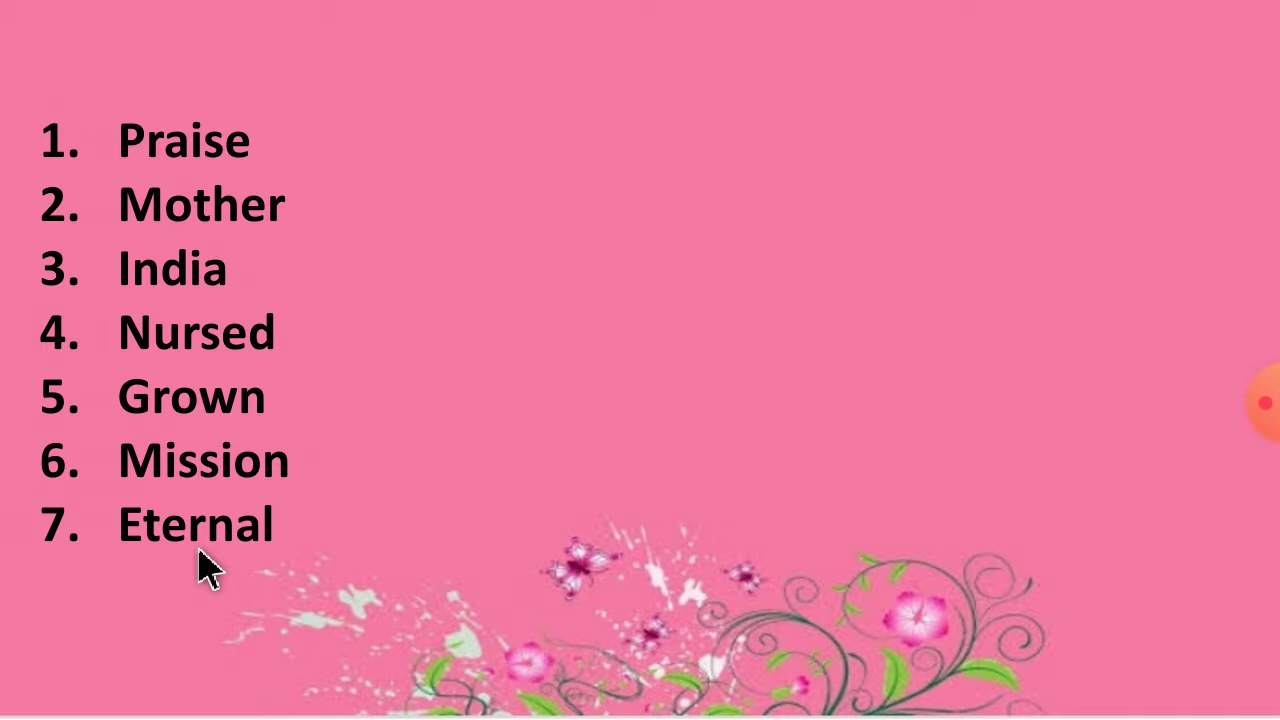 1. Praise
2. Mother
3. India
4. Nursed
5. Grown
6. Mission
7. Eternal